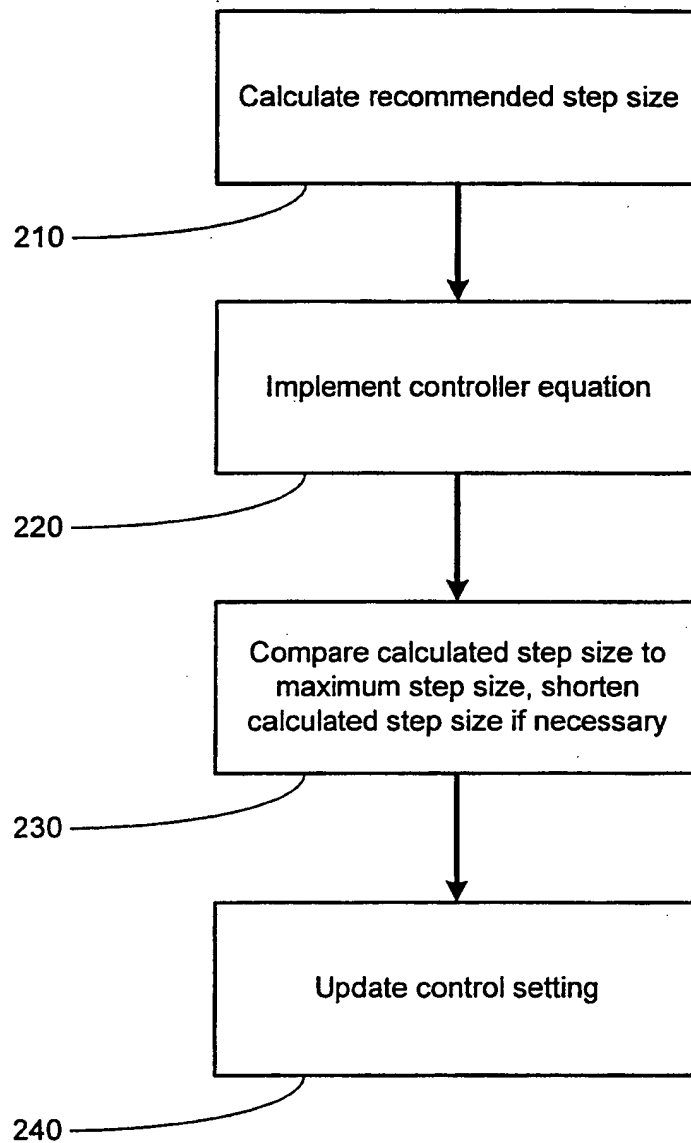 Calculate recommended step size
210
Implement controller equation
220
Compare calculated step size to
maximum step size, shorten
calculated step size if necessary
230
Update control setting
240